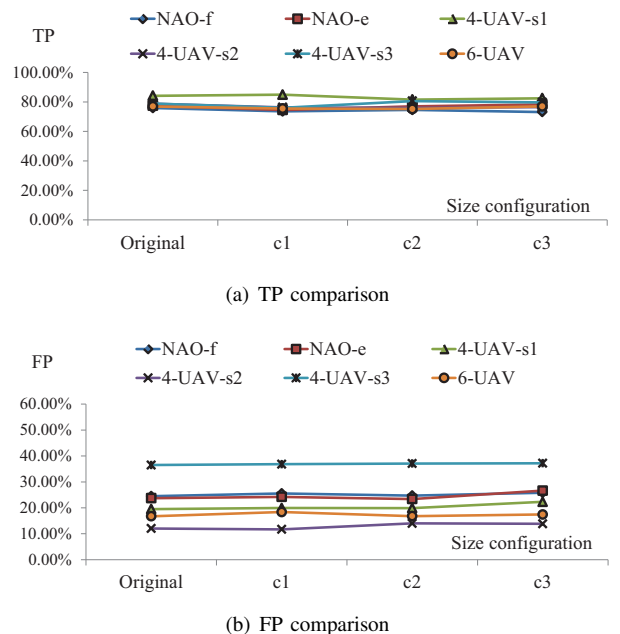 TP
NAO-f NAO-e 4-UAV-s1
4-UAV-s2 4-UAV-s3 6-UAV
100.00%
80.00%
60.00%
40.00%
20.00%
0.00%
Size configuration
Original c1 c2 c3
(a) TP comparison
FP
NAO-f NAO-e 4-UAV-s1
4-UAV-s2 4-UAV-s3 6-UAV
60.00%
50.00%
40.00%
30.00%
20.00%
10.00%
0.00%
Size configuration
Original c1 c2 c3
(b) FP comparison